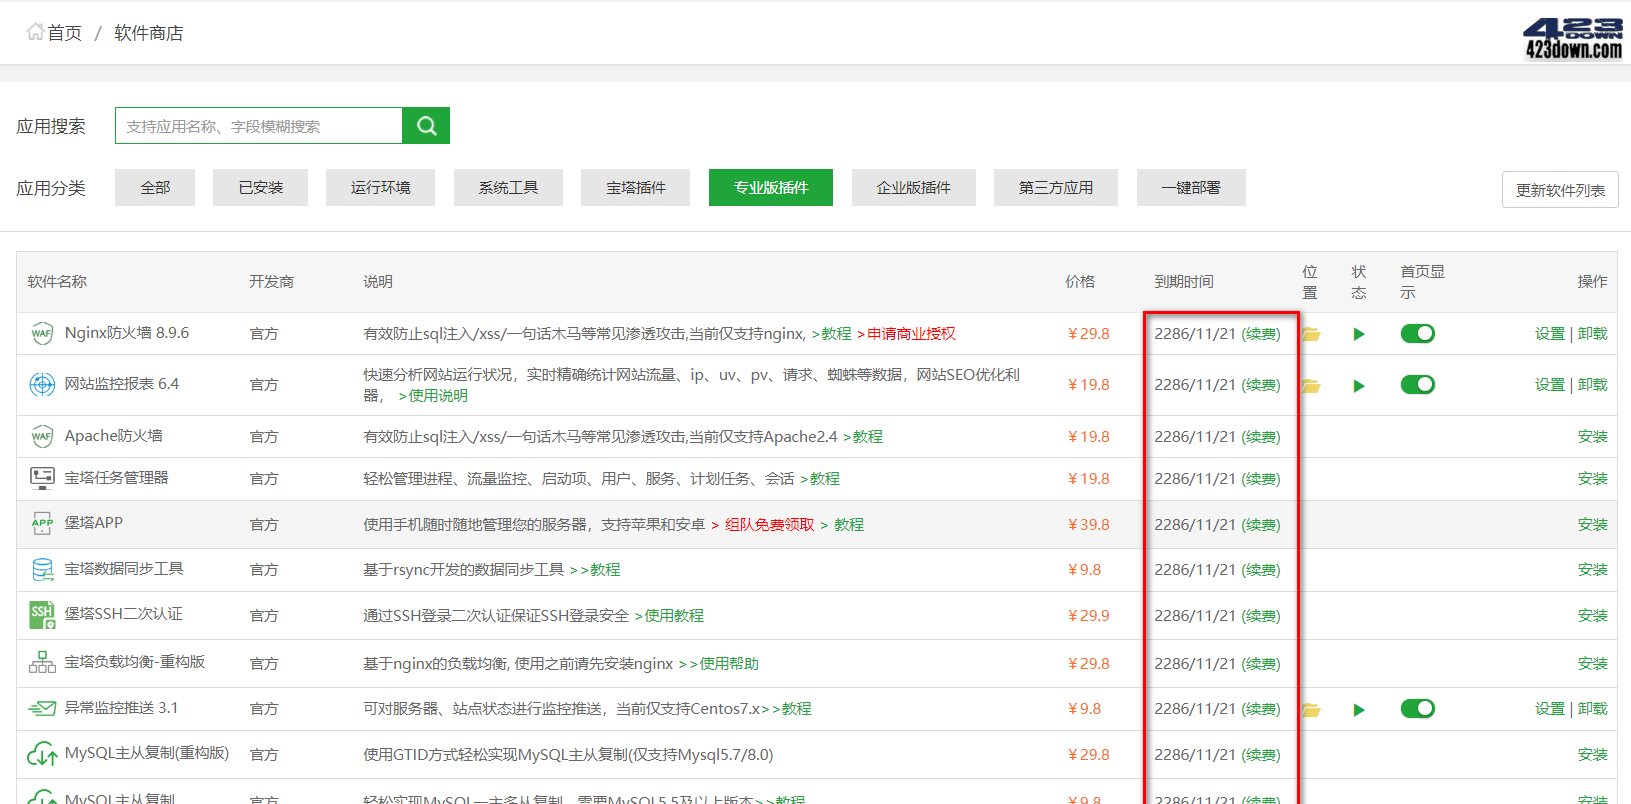 首页 / 软件商店
423
DOWN
423down.com
应用搜索 支持应用名称、字段模糊搜索
应用分类 全部 已安装 运行环境 系统工具 宝塔插件 专业版插件 企业版插件 第三方应用 一键部署 更新软件列表
软件名称 开发商 说明 价格 到期时间 位置 状态 首页显示 操作
WAF Nginx防火墙 8.9.6 官方 有效防止sql注入/xss/一句话木马等常见渗透攻击,当前仅支持nginx, >教程 >申请商业授权 ￥29.8 2286/11/21 (续费) 设置 | 卸载
网站监控报表 6.4 官方 快速分析网站运行状况，实时精确统计网站流量、ip、uv、pv、请求、蜘蛛等数据，网站SEO优化利
器， >使用说明 ￥19.8 2286/11/21 (续费) 设置 | 卸载
WAF Apache防火墙 官方 有效防止sql注入/xss/一句话木马等常见渗透攻击,当前仅支持Apache2.4 >教程 ￥19.8 2286/11/21 (续费) 安装
宝塔任务管理器 官方 轻松管理进程、流量监控、启动项、用户、服务、计划任务、会话 >教程 ￥19.8 2286/11/21 (续费) 安装
APP 堡塔APP 官方 使用手机随时随地管理您的服务器，支持苹果和安卓 > 组队免费领取 > 教程 ￥39.8 2286/11/21 (续费) 安装
宝塔数据同步工具 官方 基于rsync开发的数据同步工具 >>教程 ￥9.8 2286/11/21 (续费) 安装
SSH 堡塔SSH二次认证 官方 通过SSH登录二次认证保证SSH登录安全 >使用教程 ￥29.9 2286/11/21 (续费) 安装
宝塔负载均衡-重构版 官方 基于nginx的负载均衡, 使用之前请先安装nginx >>使用帮助 ￥29.8 2286/11/21 (续费) 安装
异常监控推送 3.1 官方 可对服务器、站点状态进行监控推送，当前仅支持Centos7.x>>教程 ￥9.8 2286/11/21 (续费) 设置 | 卸载
MySQL主从复制(重构版) 官方 使用GTID方式轻松实现MySQL主从复制(仅支持Mysql5.7/8.0) ￥29.8 2286/11/21 (续费) 安装
MySQL主从复制 官方 轻松实现MySQL一主多从复制，需要MySQL5.5及以上版本>>教程 ￥9.8 2286/11/21 (续费) 安装